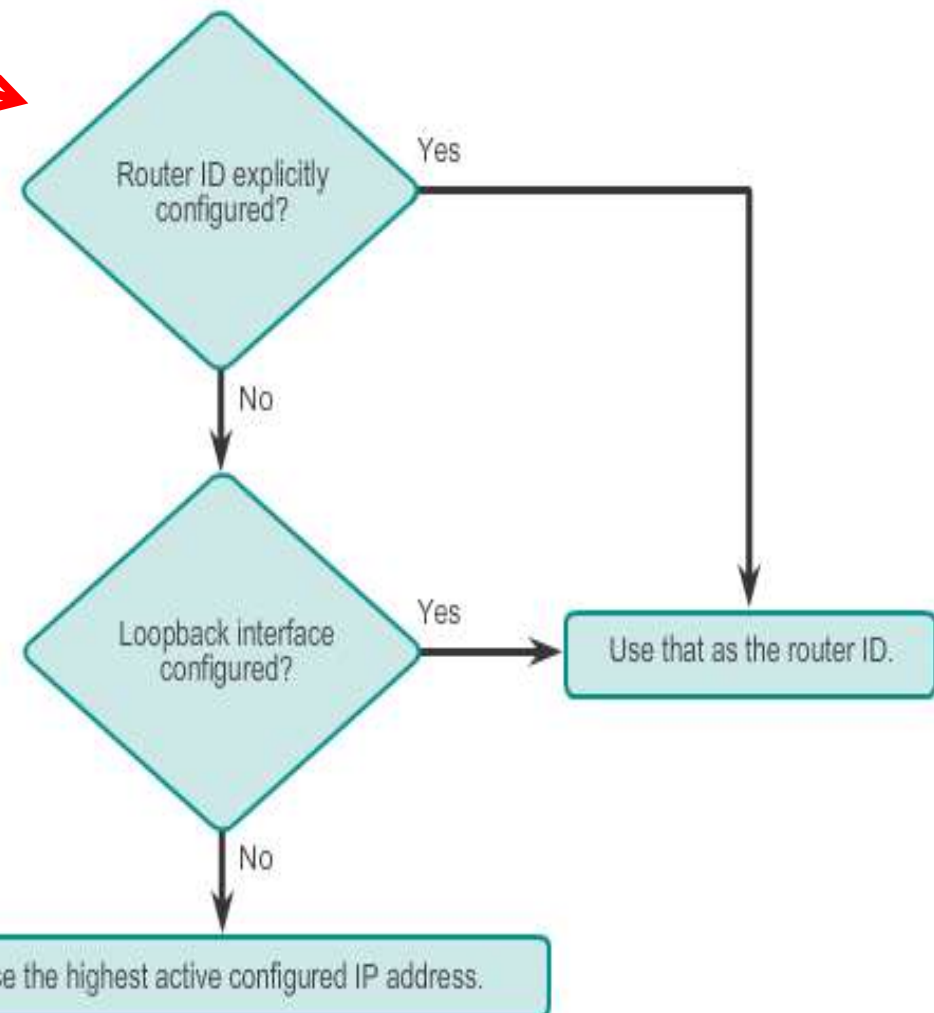 Router ID explicitly
configured?
Yes
No
Loopback interface
configured?
Yes
Use that as the router ID.
No
se the highest active configured IP address.